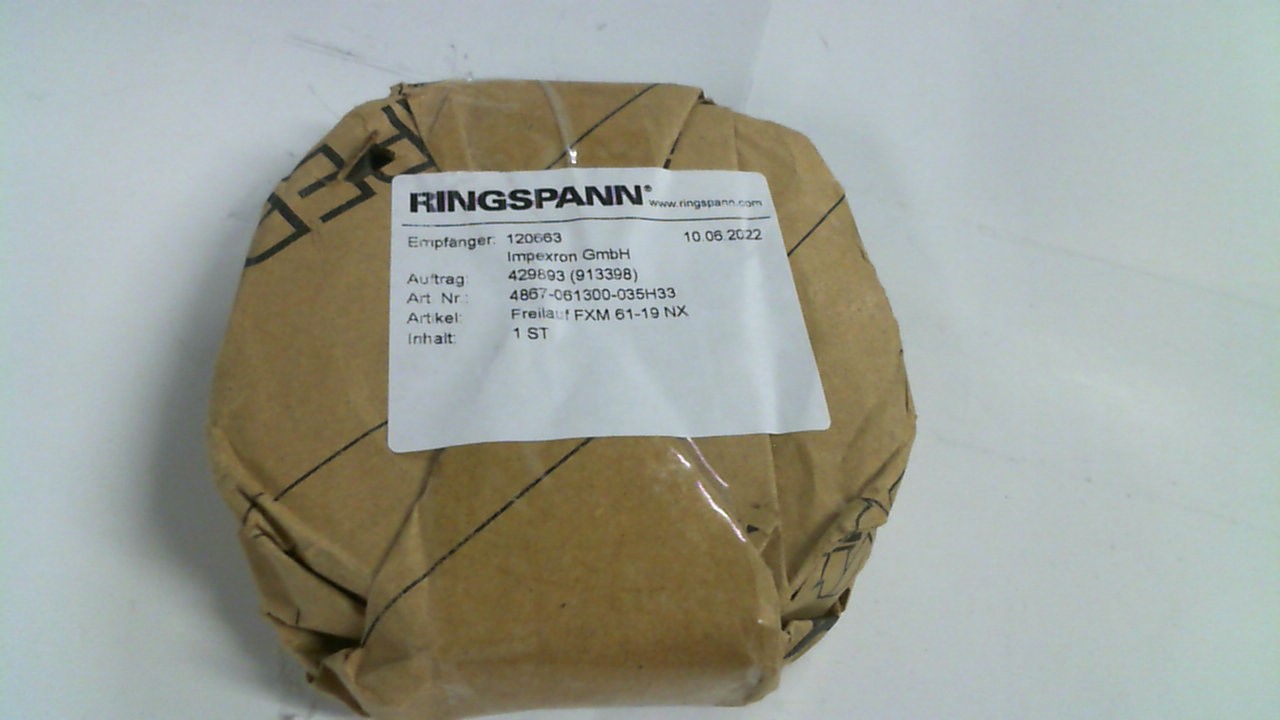 RINGSPANN® www.ringspann.com
Empfänger: 120663 10.06.2022
Impexron GmbH
Auftrag: 429893 (913398)
Art. Nr.: 4867-061300-035H33
Artikel: Freilauf FXM 61-19 NX
Inhalt: 1 ST